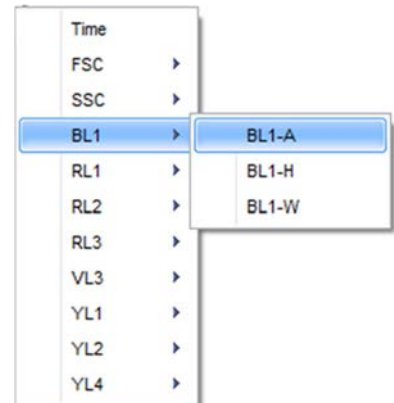 Time
FSC
SSC
BL1
BL1-A
RL1
BL1-H
RL2
BL1-W
RL3
VL3
YL1
YL2
YL4